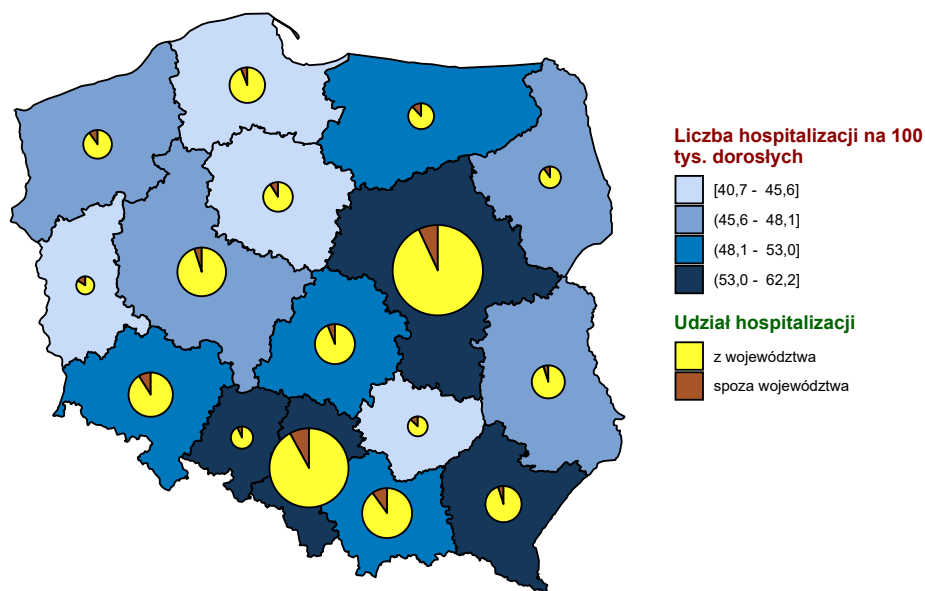 Liczba hospitalizacji na 100
tys. dorosłych
[40,7 - 45,6]
(45,6 - 48,1]
(48,1 - 53,0]
(53,0 - 62,2]
Udział hospitalizacji
z województwa
spoza województwa